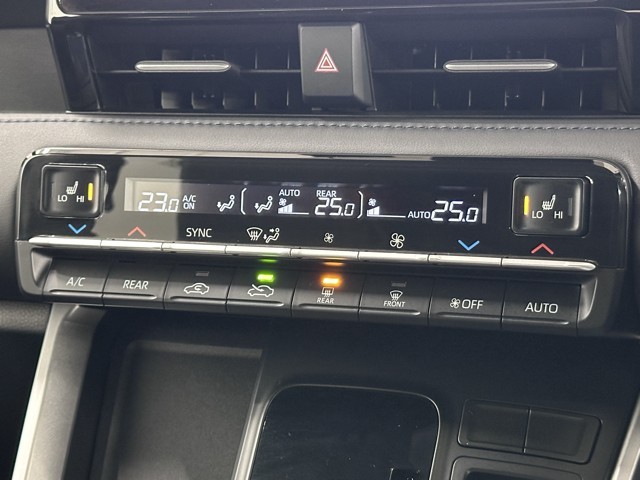 LO HI
23.0 A/C ON
AUTO REAR 25.0
AUTO 25.0
LO HI
SYNC
A/C
REAR
REAR
FRONT
OFF
AUTO